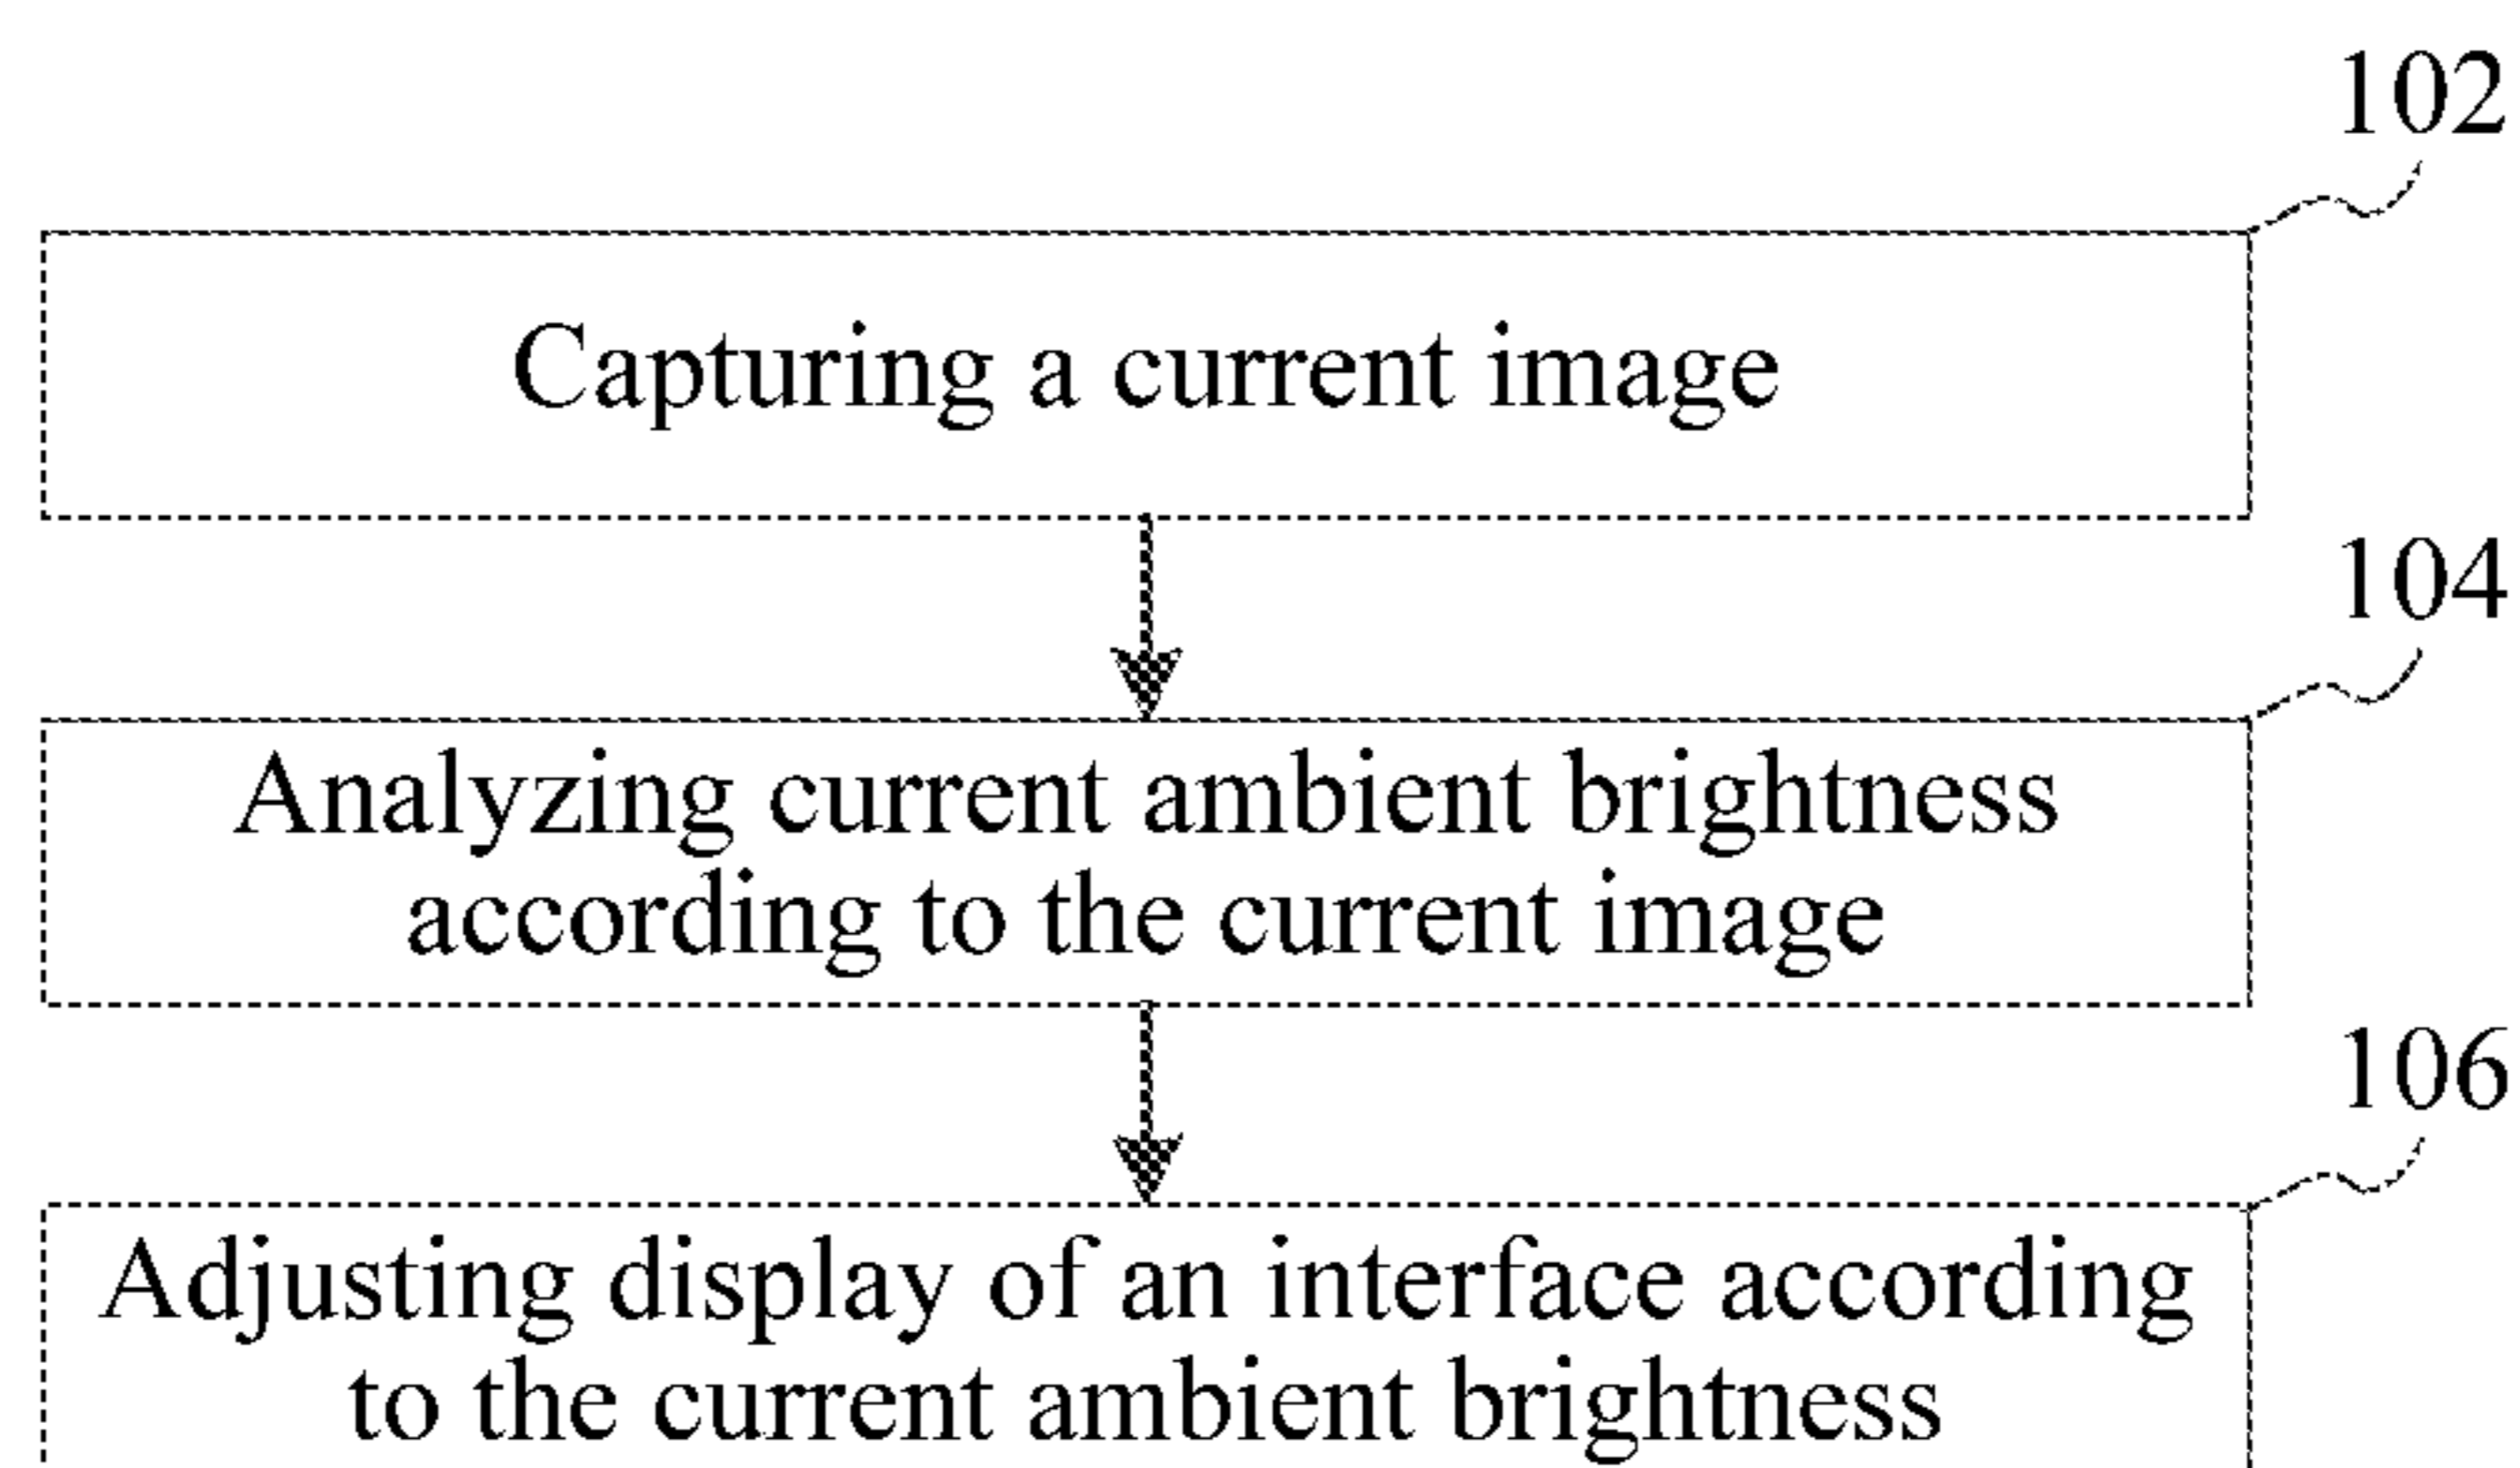 102
Capturing a current image
104
Analyzing current ambient brightness
according to the current image
106
Adjusting display of an interface according
to the current ambient brightness